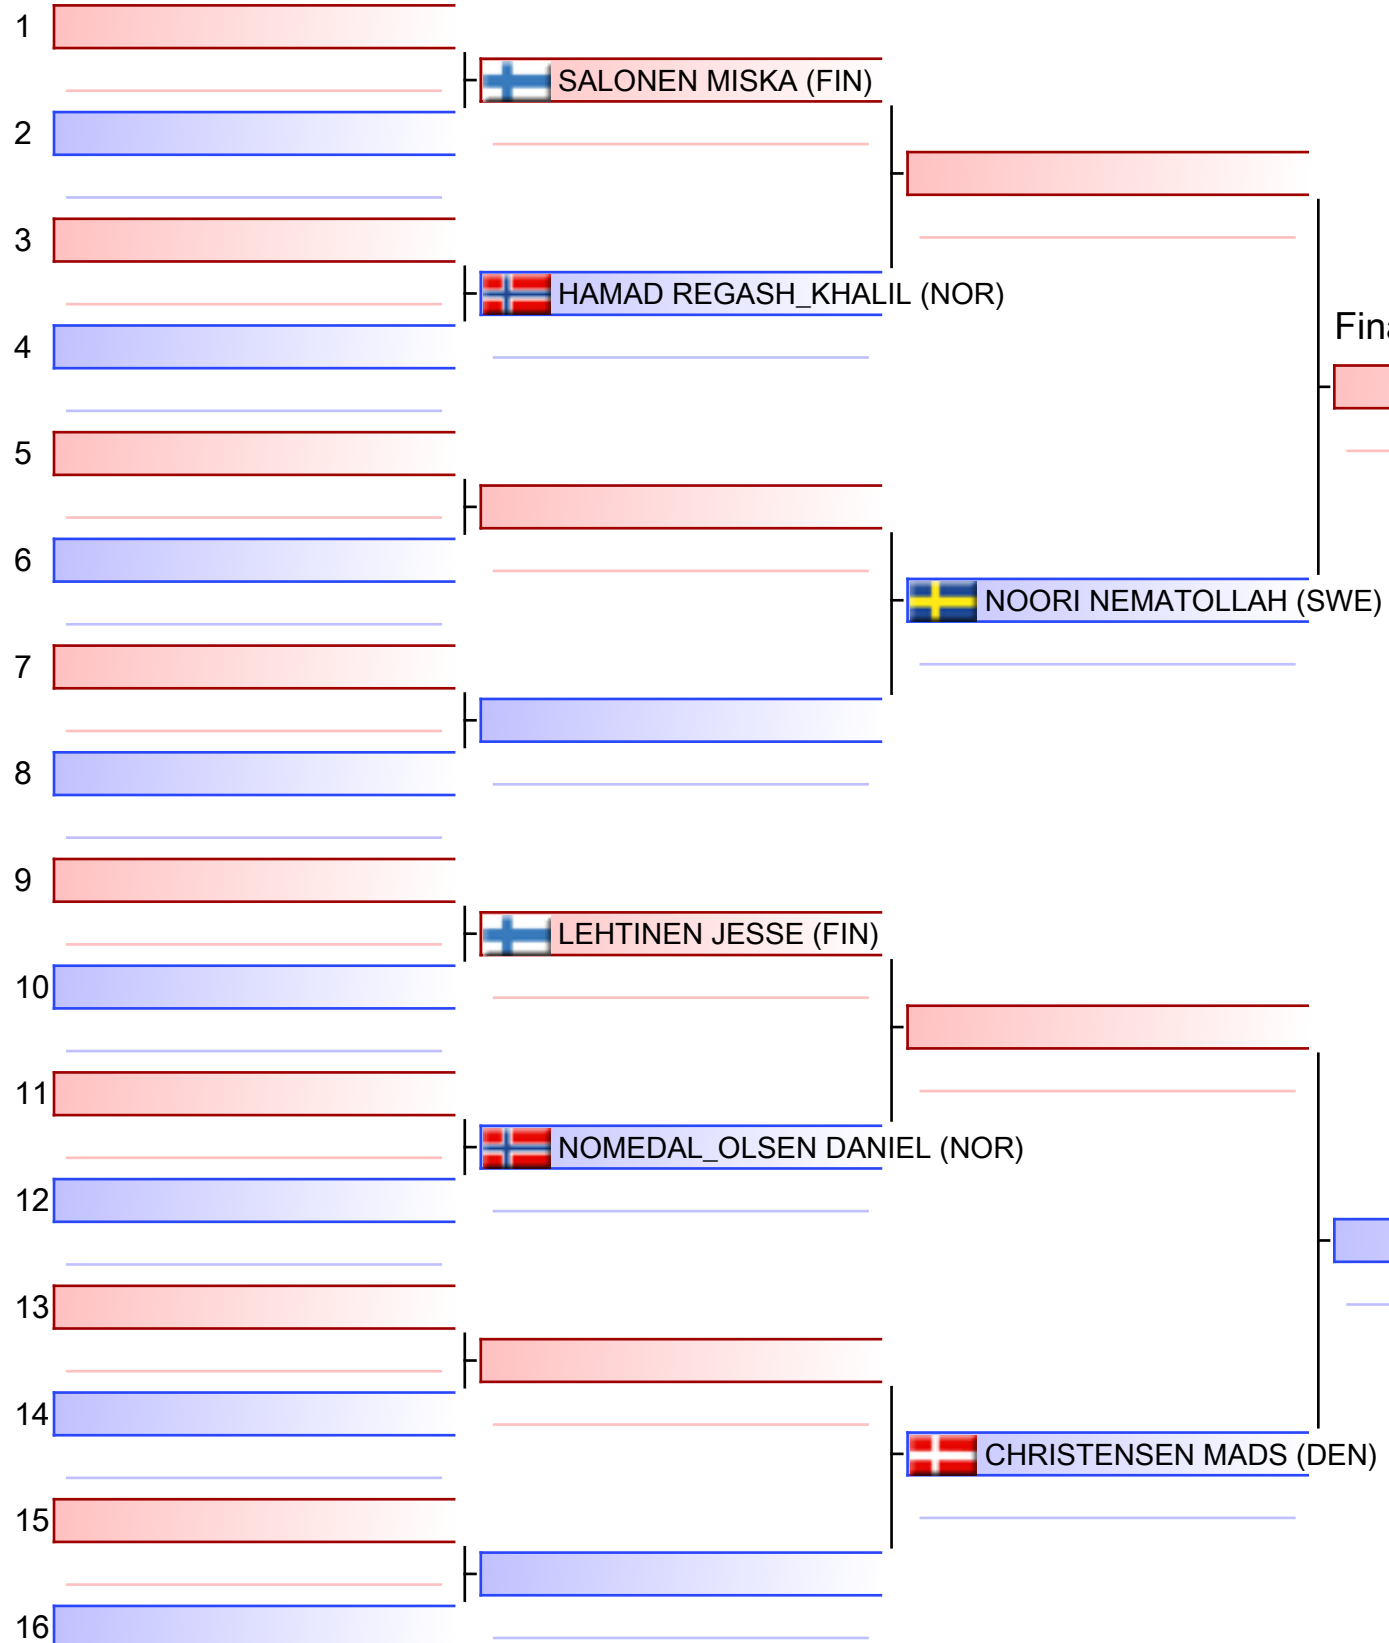 1
SALONEN MISKA (FIN)
2
3
HAMAD REGASH_KHALIL (NOR)
4
Fina
5
6
NOORI NEMATOLLAH (SWE)
7
8
9
LEHTINEN JESSE (FIN)
10
11
NOMEDAL_OLSEN DANIEL (NOR)
12
13
14
CHRISTENSEN MADS (DEN)
15
16